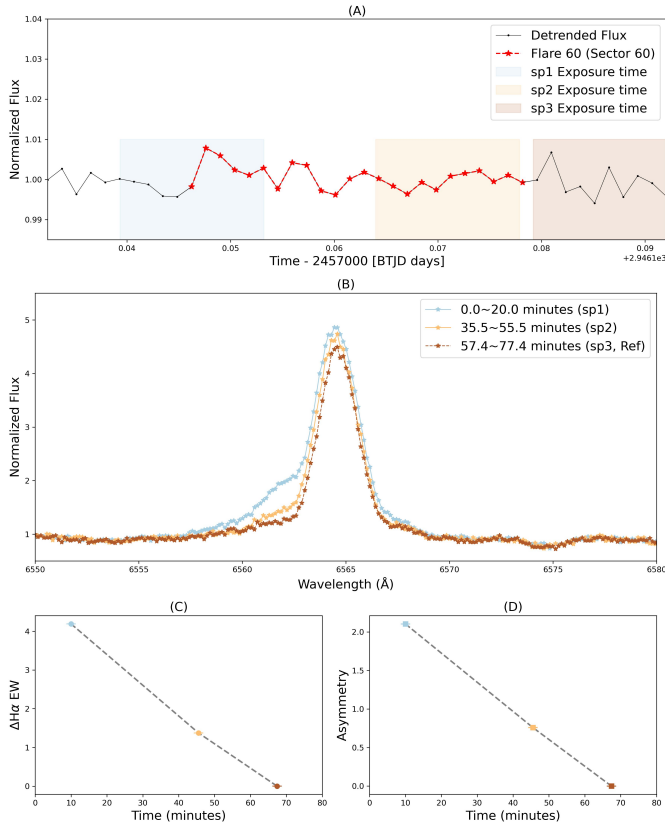 (A)
1.04
1.03
1.02
1.01
1.00
0.99
Normalized Flux
Detrended Flux
Flare 60 (Sector 60)
sp1 Exposure time
sp2 Exposure time
sp3 Exposure time
0.04 0.05 0.06 0.07 0.08 0.09
+2.9461e3
Time - 2457000 [BTJD days]
(B)
5
4
3
2
1
Normalized Flux
0.0~20.0 minutes (sp1)
35.5~55.5 minutes (sp2)
57.4~77.4 minutes (sp3, Ref)
6550 6555 6560 6565 6570 6575 6580
Wavelength (Å)
(C)
4
3
2
1
0
ΔHα EW
0 10 20 30 40 50 60 70 80
Time (minutes)
(D)
2.0
1.5
1.0
0.5
0.0
Asymmetry
0 10 20 30 40 50 60 70 80
Time (minutes)